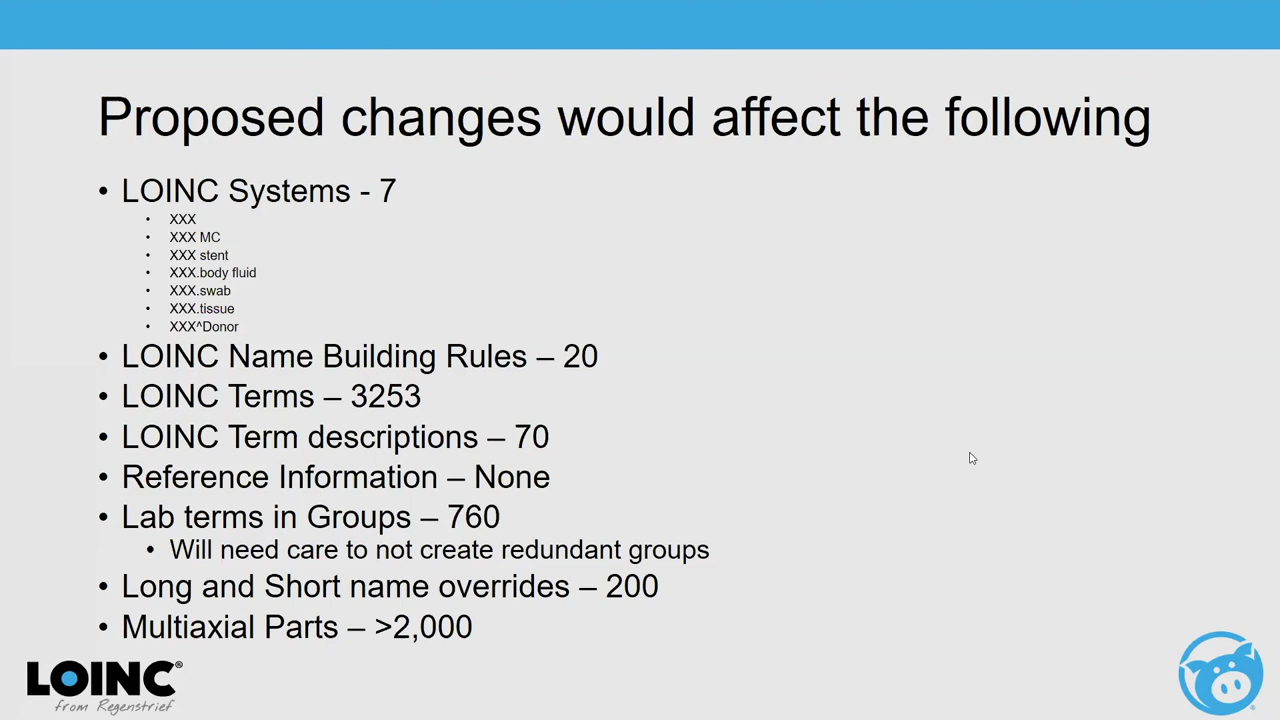 Proposed changes would affect the following
• LOINC Systems - 7
• XXX
• XXX MC
• XXX stent
• XXX.body fluid
• XXX.swab
• XXX.tissue
• XXX^Donor
• LOINC Name Building Rules – 20
• LOINC Terms – 3253
• LOINC Term descriptions – 70
• Reference Information – None
• Lab terms in Groups – 760
• Will need care to not create redundant groups
• Long and Short name overrides – 200
• Multiaxial Parts – >2,000
LOINC®
from Regenstrief